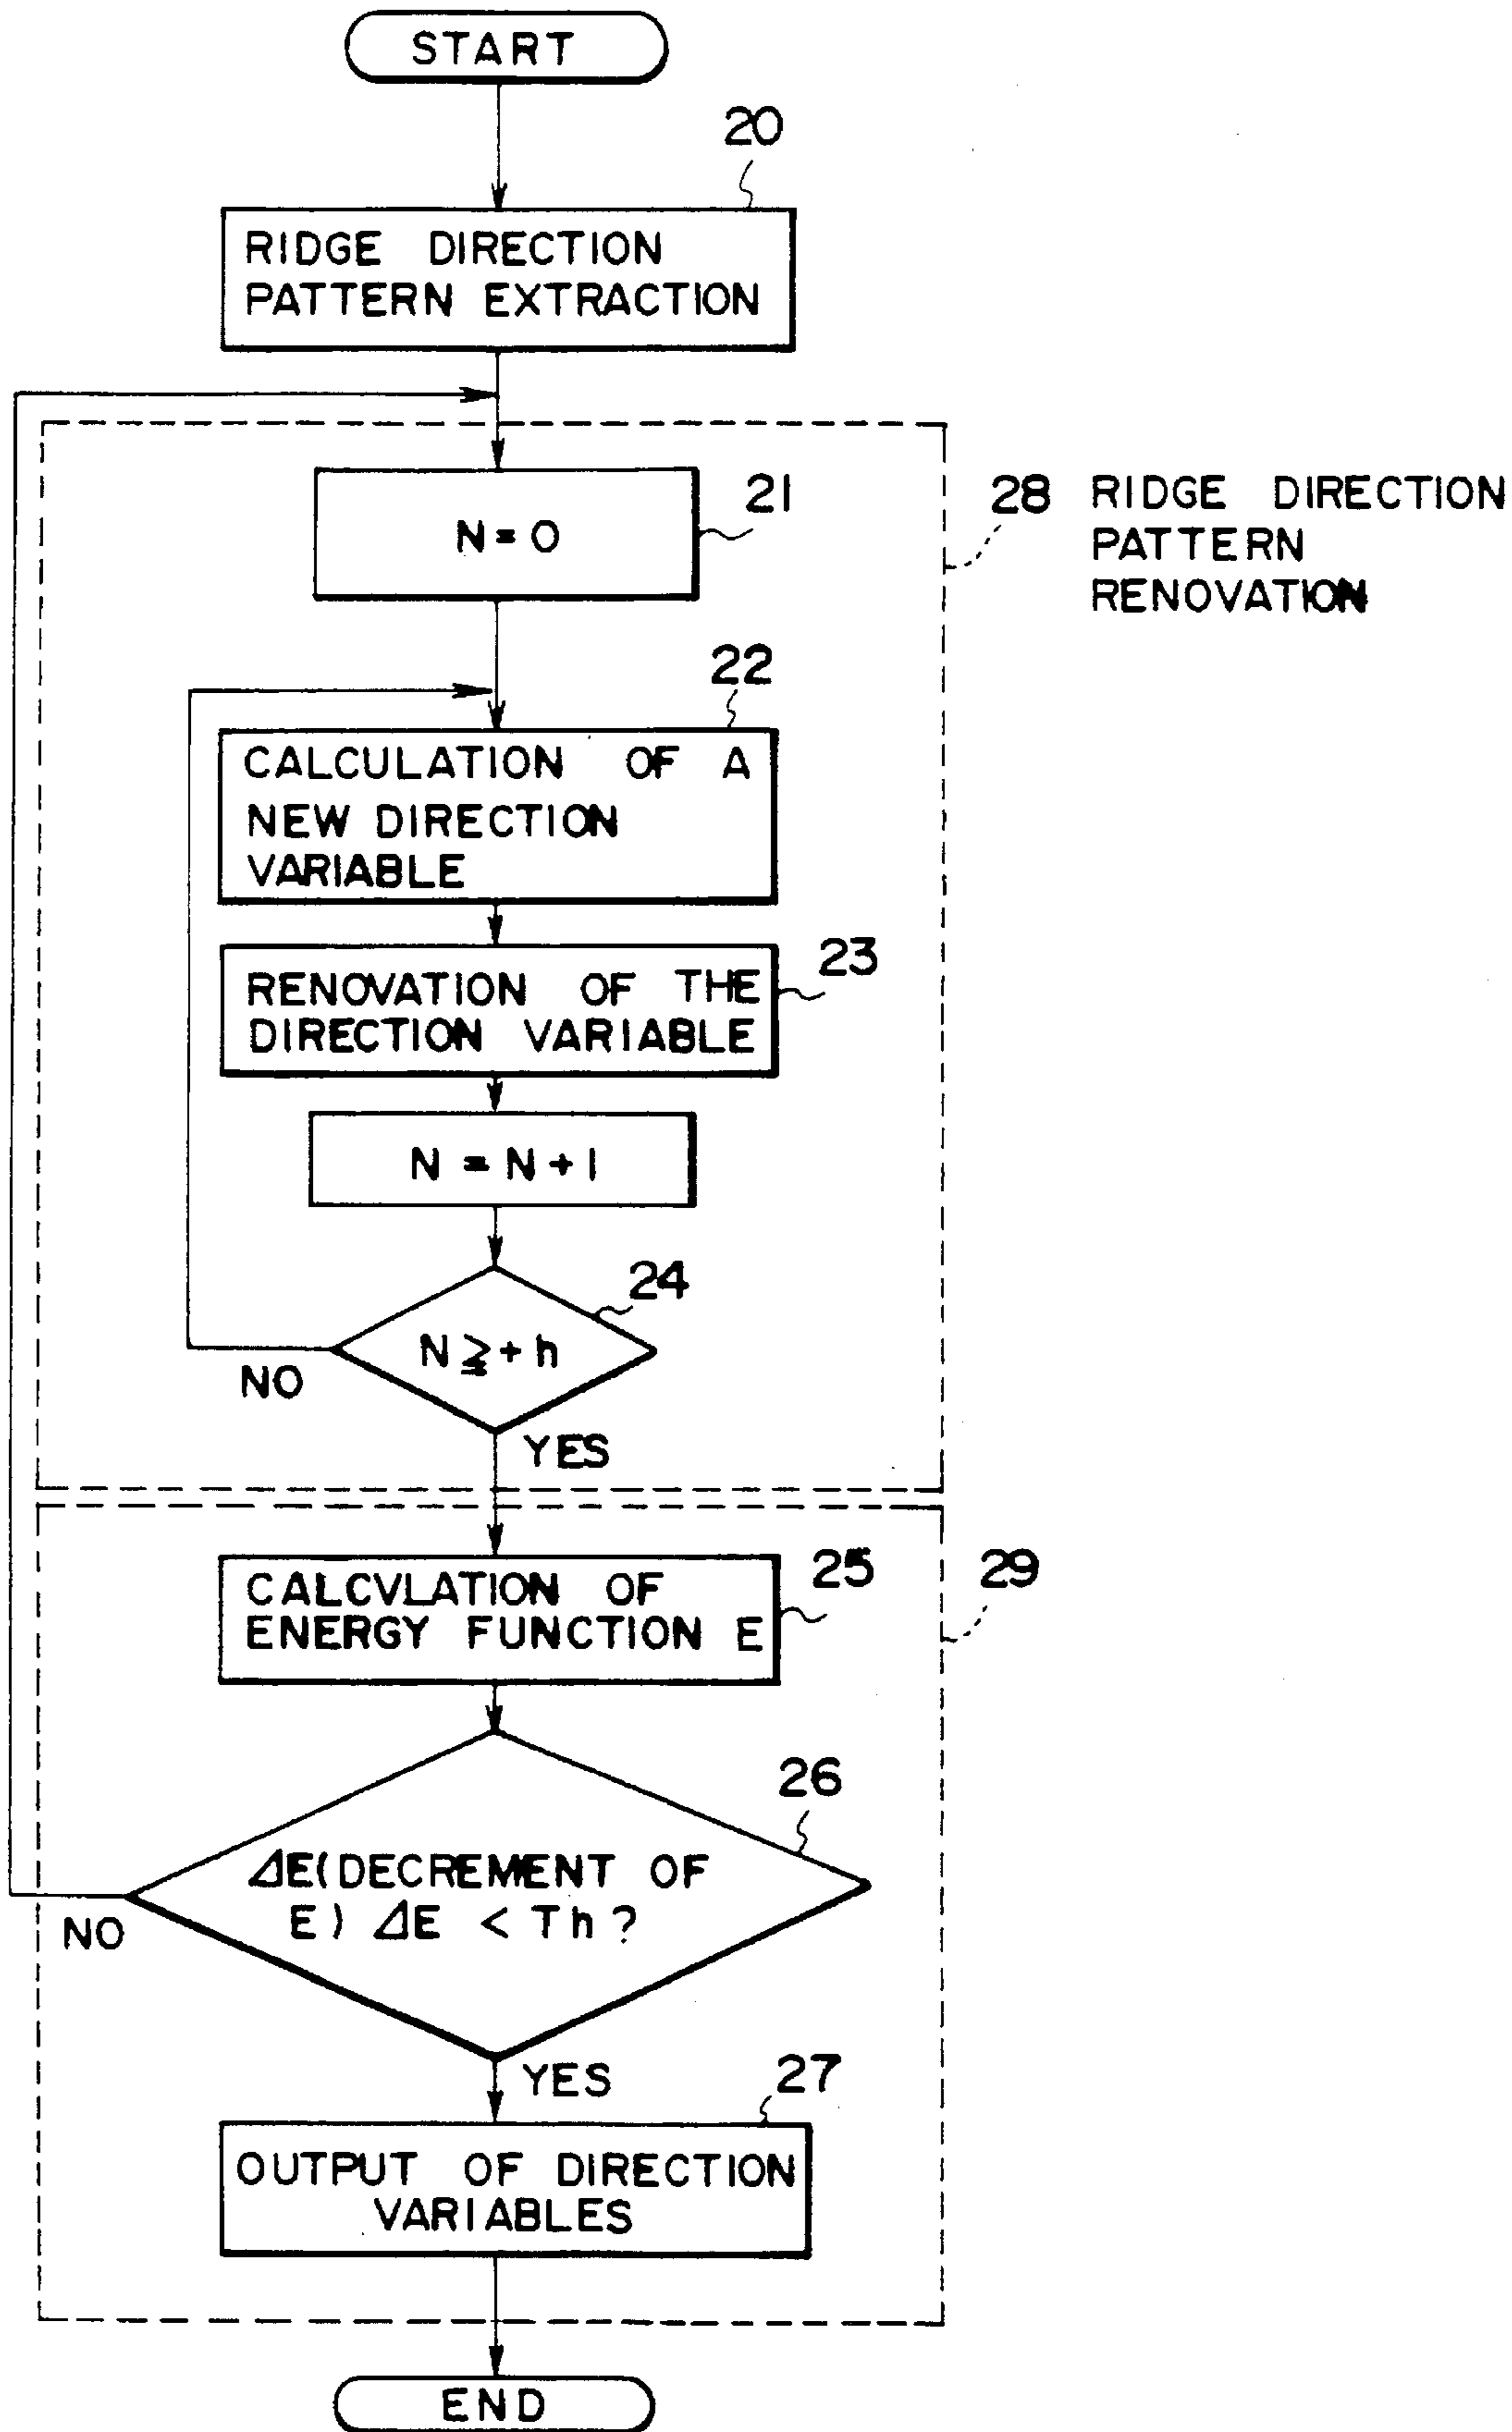 START
20
RIDGE DIRECTION
PATTERN EXTRACTION
21
N = 0
28 RIDGE DIRECTION
PATTERN
RENOVATION
22
CALCULATION OF A
NEW DIRECTION
VARIABLE
23
RENOVATION OF THE
DIRECTION VARIABLE
N = N + 1
24
N ≧ + h
NO
YES
25
CALCVLATION OF
ENERGY FUNCTION E
29
26
ΔE(DECREMENT OF
E) ΔE < Th?
NO
YES
27
OUTPUT OF DIRECTION
VARIABLES
END